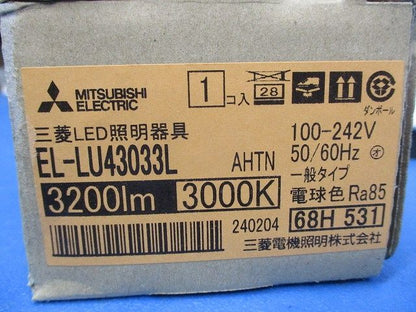 MITSUBISHI
ELECTRIC
1 コ入
28
ダンボール
三菱LED照明器具
100-242V
EL-LU43033L AHTN
50/60Hz
一般タイプ
3200lm 3000K
電球色 Ra85
240204
68H 531
三菱電機照明株式会社